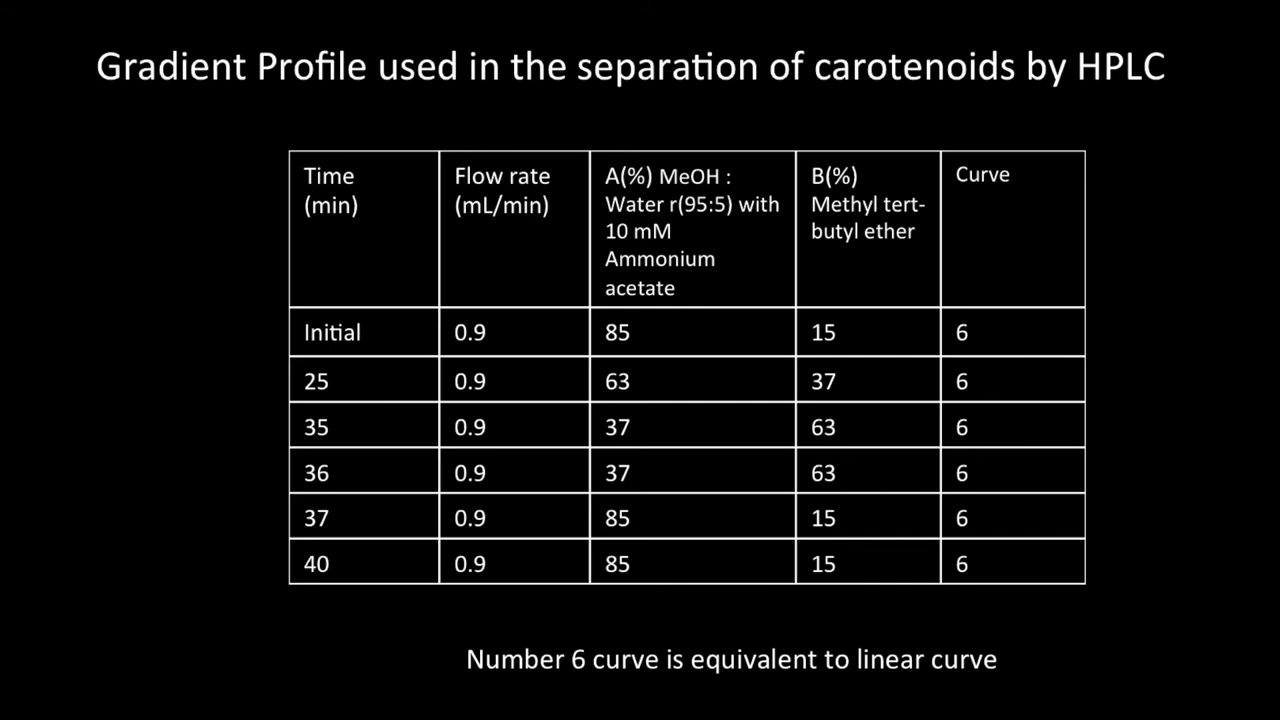 Gradient Profile used in the separation of carotenoids by HPLC
Time (min) Flow rate (mL/min) A(%) MeOH : Water r(95:5) with 10 mM Ammonium acetate B(%) Methyl tert-butyl ether Curve
Initial 0.9 85 15 6
25 0.9 63 37 6
35 0.9 37 63 6
36 0.9 37 63 6
37 0.9 85 15 6
40 0.9 85 15 6
Number 6 curve is equivalent to linear curve